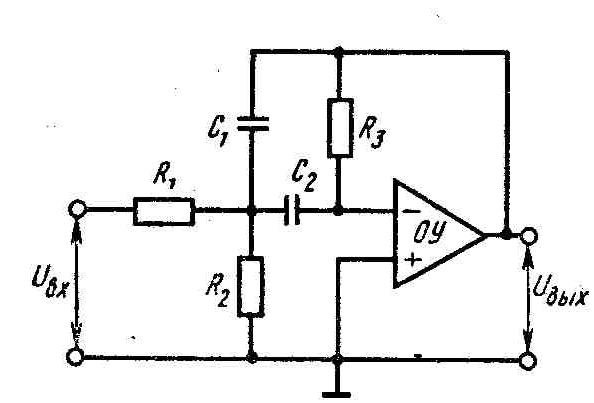 C₁
R₃
C₂
R₁
−
ОУ
+
Uвх
R₂
Uвых